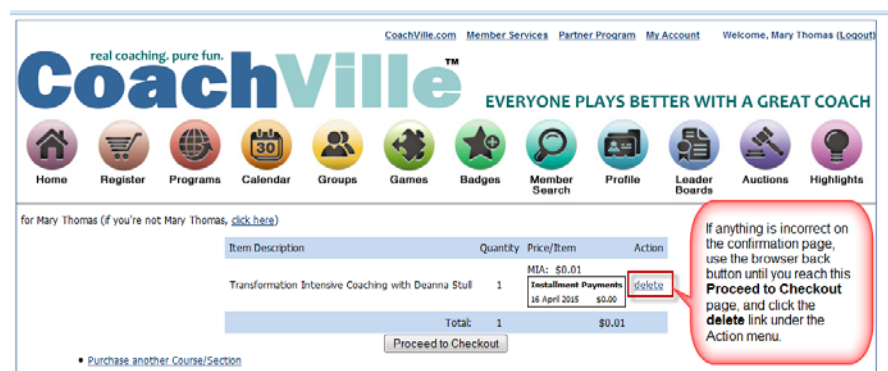 CoachVille.com Member Services Partner Program My Account Welcome, Mary Thomas (Logout)
real coaching. pure fun.
CoachVille™
EVERYONE PLAYS BETTER WITH A GREAT COACH
30
Home Register Programs Calendar Groups Games Badges Member Search Profile Leader Boards Auctions Highlights
for Mary Thomas (if you're not Mary Thomas, click here)
Item Description Quantity Price/Item Action
MIA: $0.01
Transformation Intensive Coaching with Deanna Stull 1 Installment Payments delete
16 April 2015 $0.00
Total: 1 $0.01
Proceed to Checkout
• Purchase another Course/Section
If anything is incorrect on
the confirmation page,
use the browser back
button until you reach this
Proceed to Checkout
page, and click the
delete link under the
Action menu.